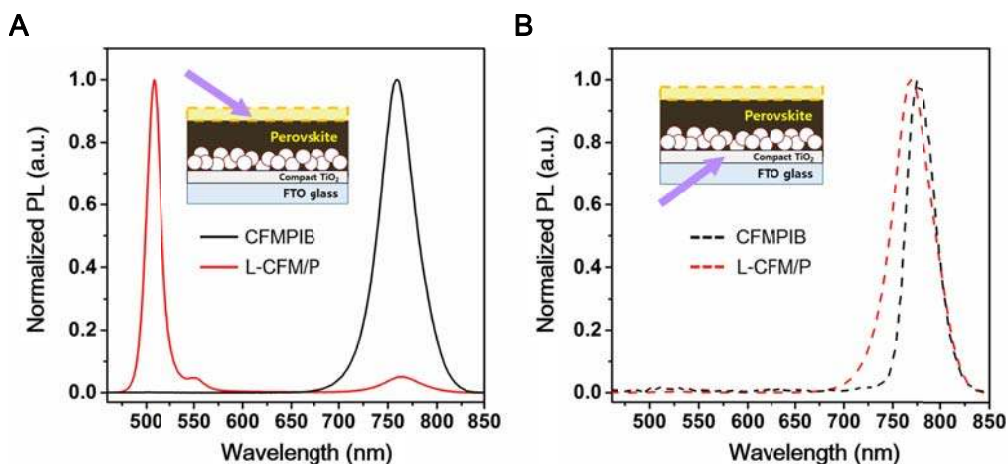 A
B
Normalized PL (a.u.)
1.0
0.8
0.6
0.4
0.2
0.0
Perovskite
Compact TiO₂
FTO glass
CFMPIB
L-CFM/P
500 550 600 650 700 750 800 850
Wavelength (nm)
Normalized PL (a.u.)
1.0
0.8
0.6
0.4
0.2
0.0
Perovskite
Compact TiO₂
FTO glass
CFMPIB
L-CFM/P
500 550 600 650 700 750 800 850
Wavelength (nm)